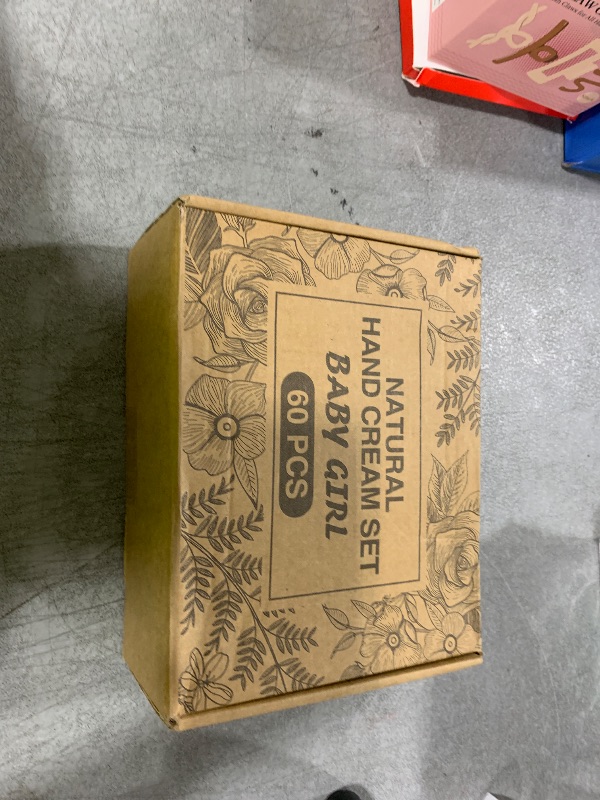 NATURAL
HAND CREAM SET
BABY GIRL
60 PCS